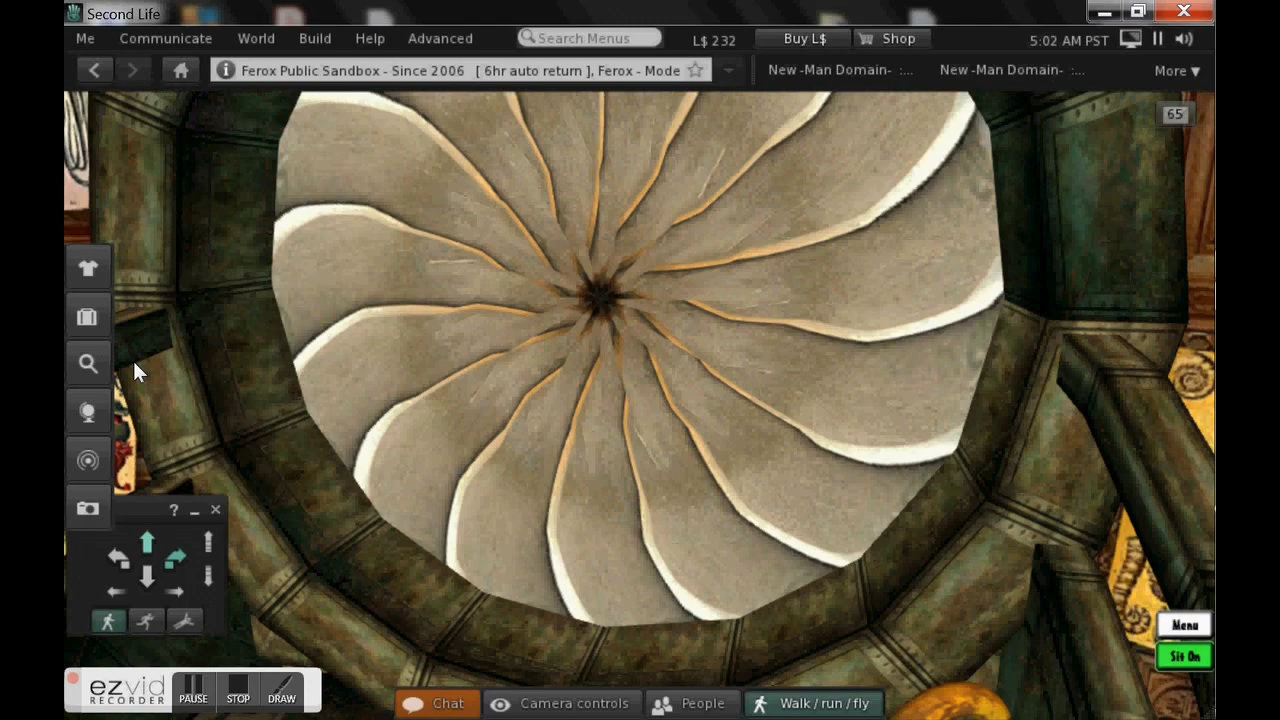 Second Life
Me Communicate World Build Help Advanced Search Menus L$ 232 Buy L$ Shop 5:02 AM PST
Ferox Public Sandbox - Since 2006 [ 6hr auto return ], Ferox - Mode New -Man Domain- :... New -Man Domain- :... More ▼
65
?
Menu
Sit On
ezvid
RECORDER
PAUSE STOP DRAW
Chat Camera controls People Walk / run / fly